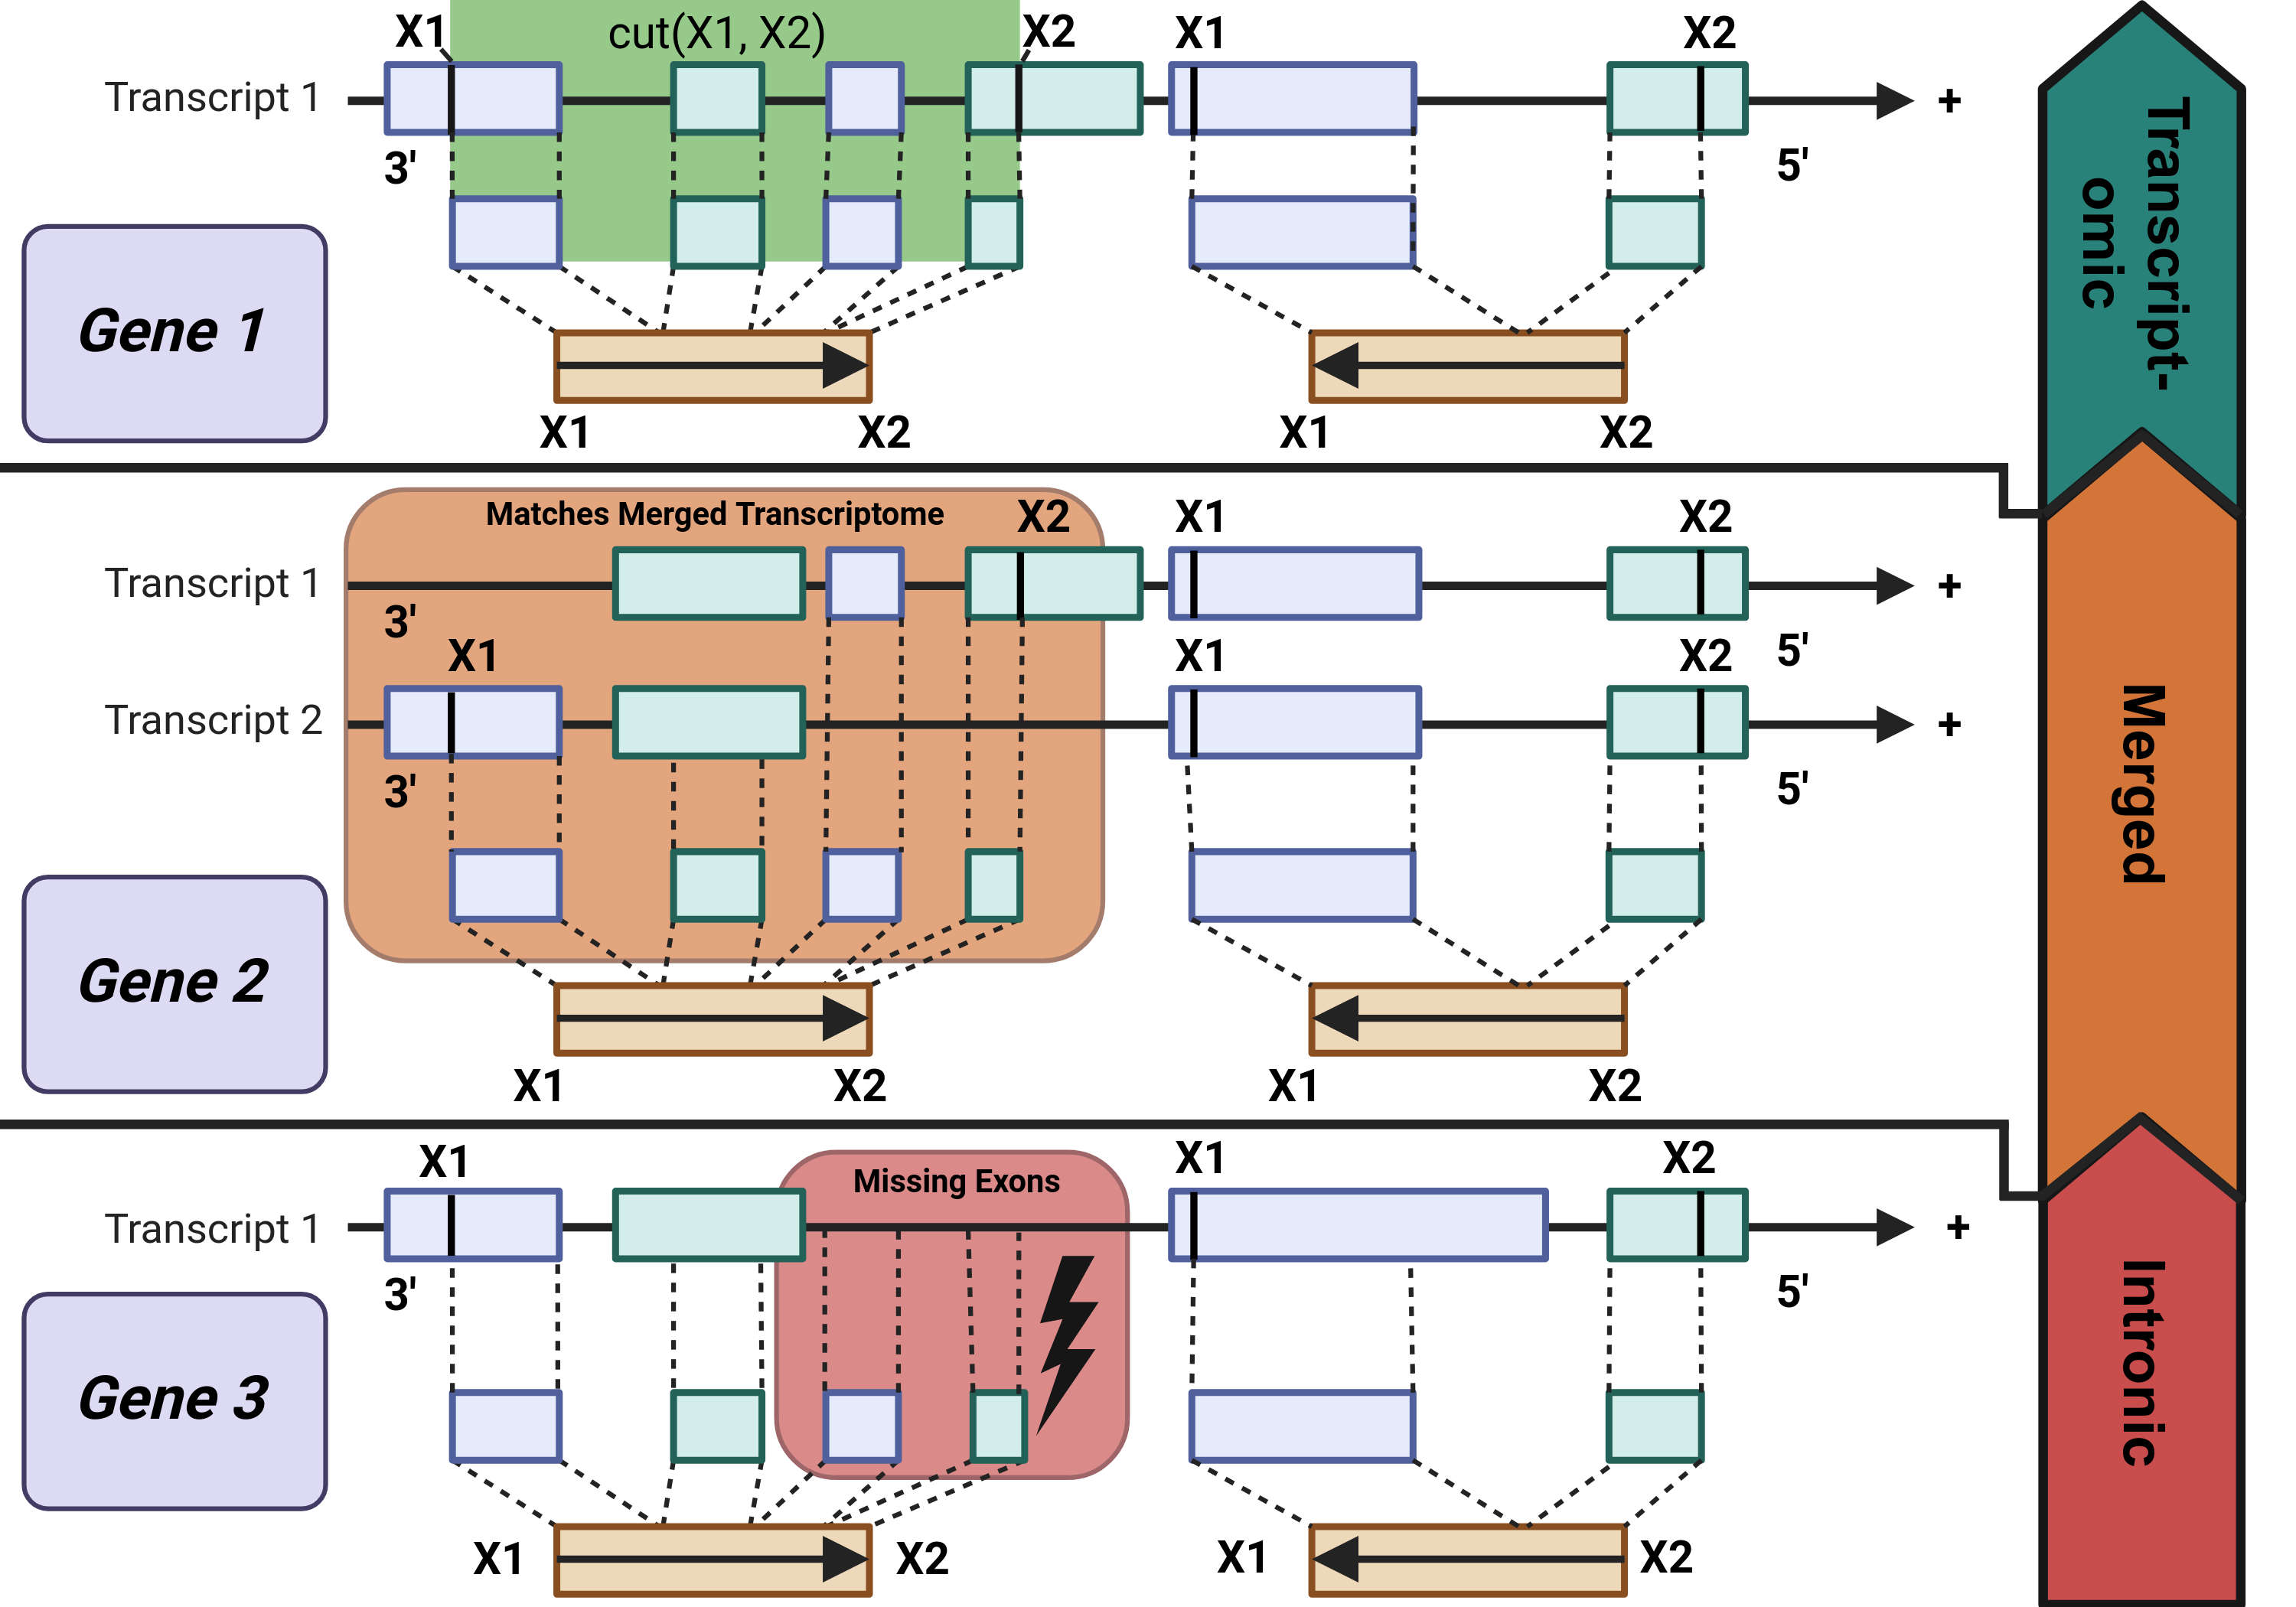 X1
cut(X1, X2)
X2
X1
X2
Transcript 1
+
3'
5'
Gene 1
X1
X2
X1
X2
Transcript-
omic
Matches Merged Transcriptome
X2
X1
X2
Transcript 1
+
3'
5'
X1
X1
X2
Transcript 2
+
3'
5'
Gene 2
X1
X2
X1
X2
Merged
X1
Missing Exons
X1
X2
Transcript 1
+
3'
5'
Gene 3
X1
X2
X1
X2
Intronic